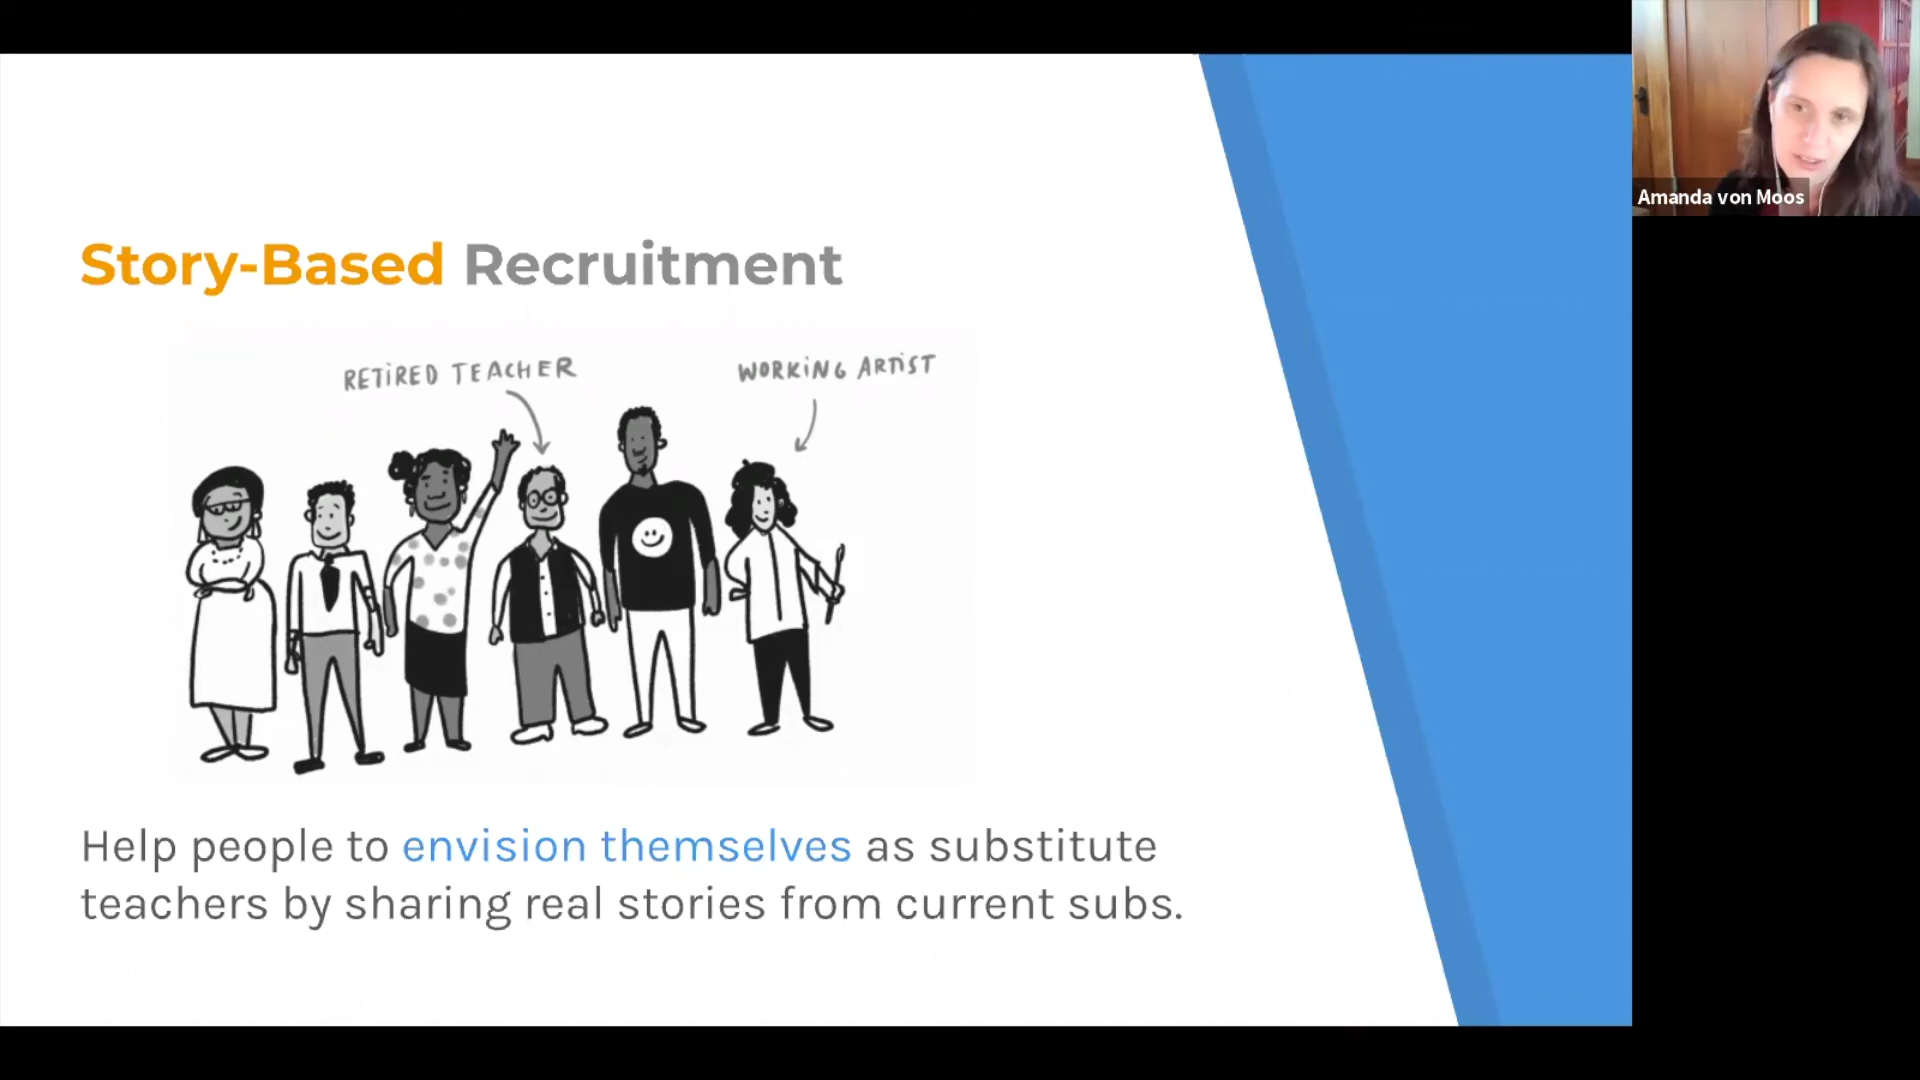 Amanda von Moos
Story-Based Recruitment
RETIRED TEACHER
WORKING ARTIST
Help people to envision themselves as substitute
teachers by sharing real stories from current subs.